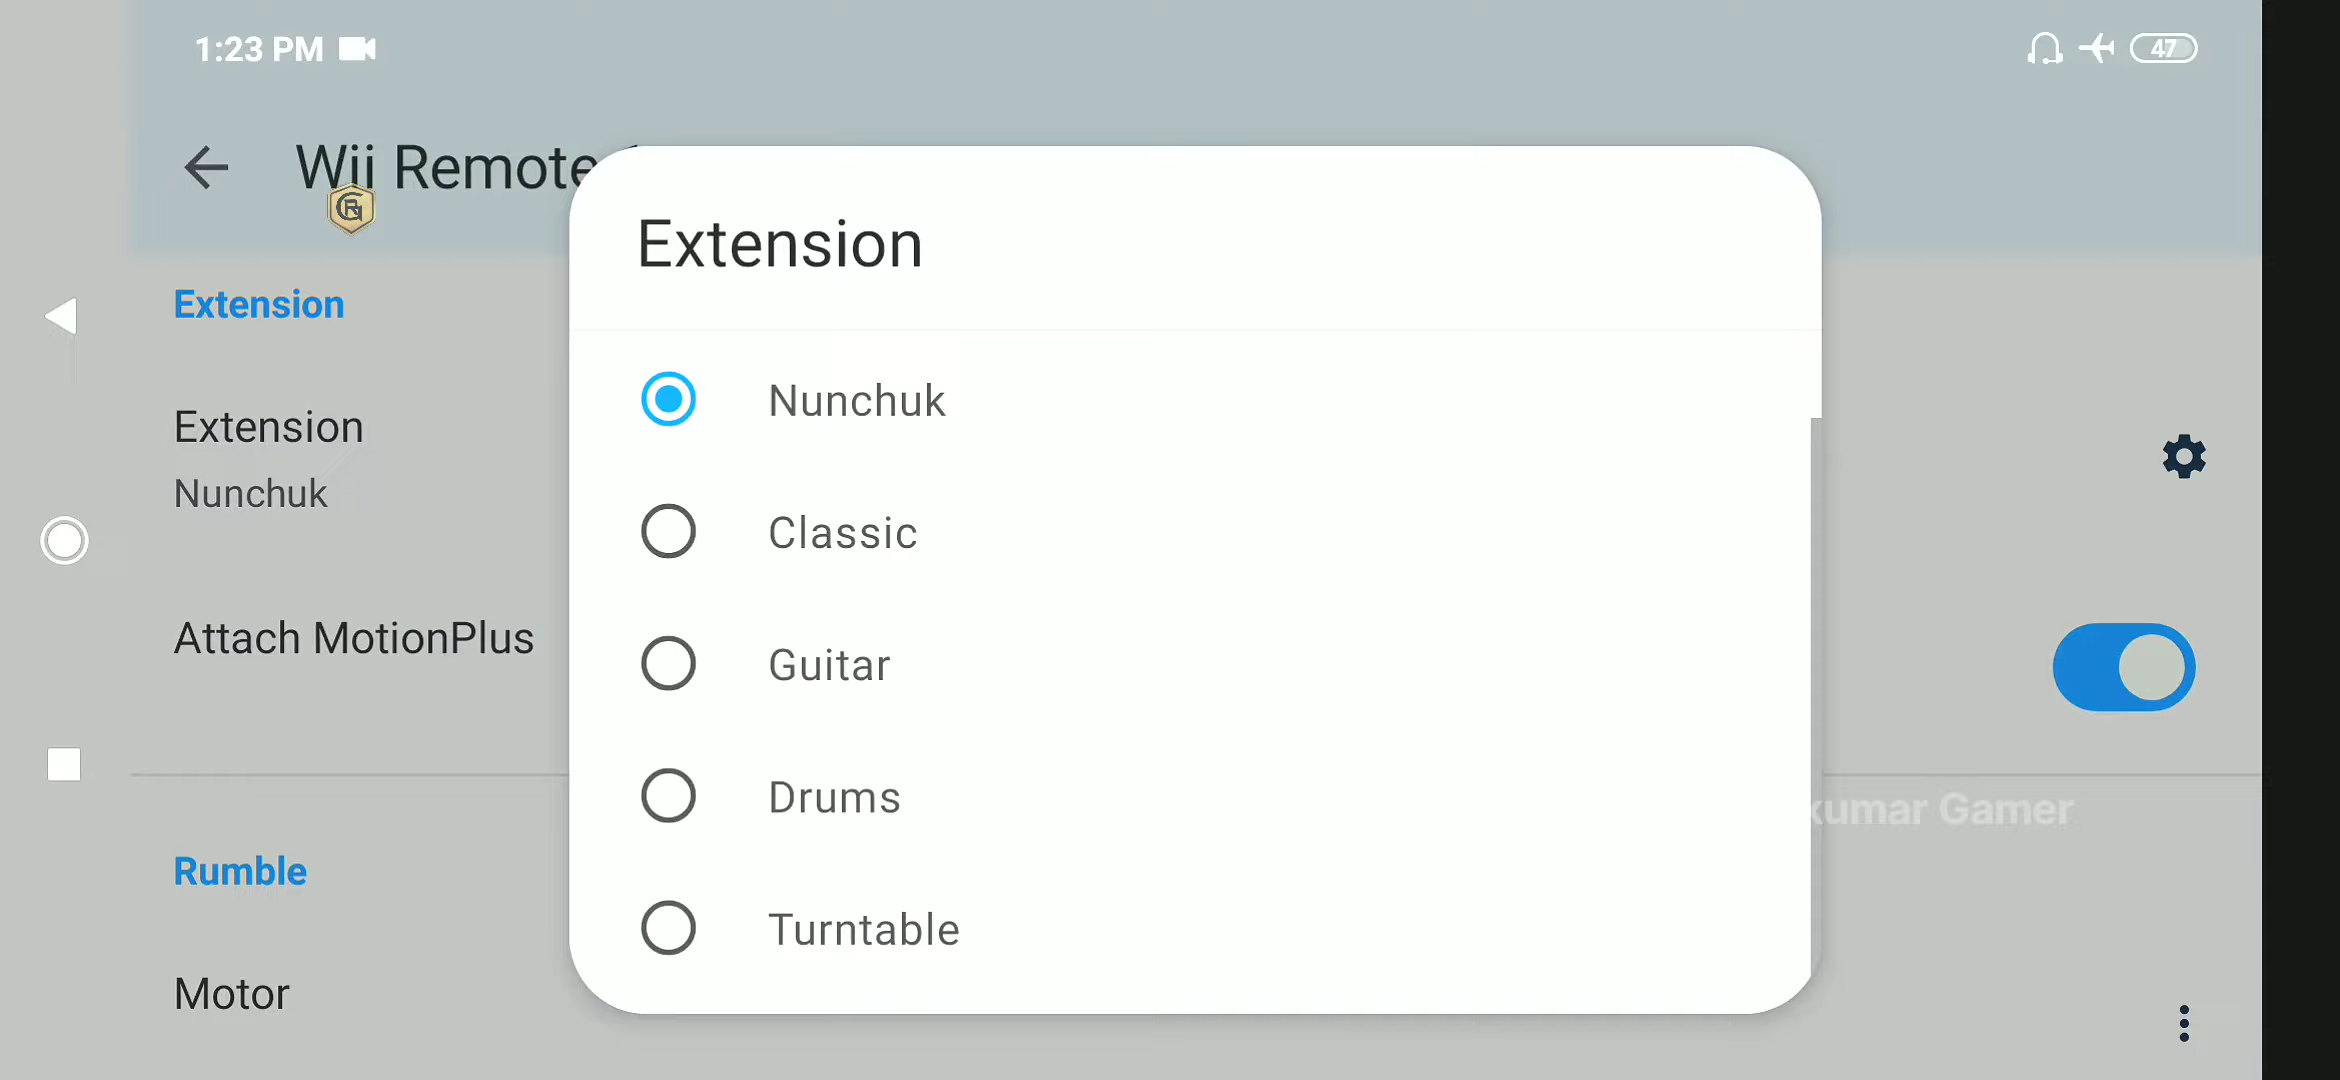 1:23 PM
47
Wii Remote
Extension
Extension
Nunchuk
Attach MotionPlus
Rumble
Motor
Extension
Nunchuk
Classic
Guitar
Drums
Turntable
kumar Gamer